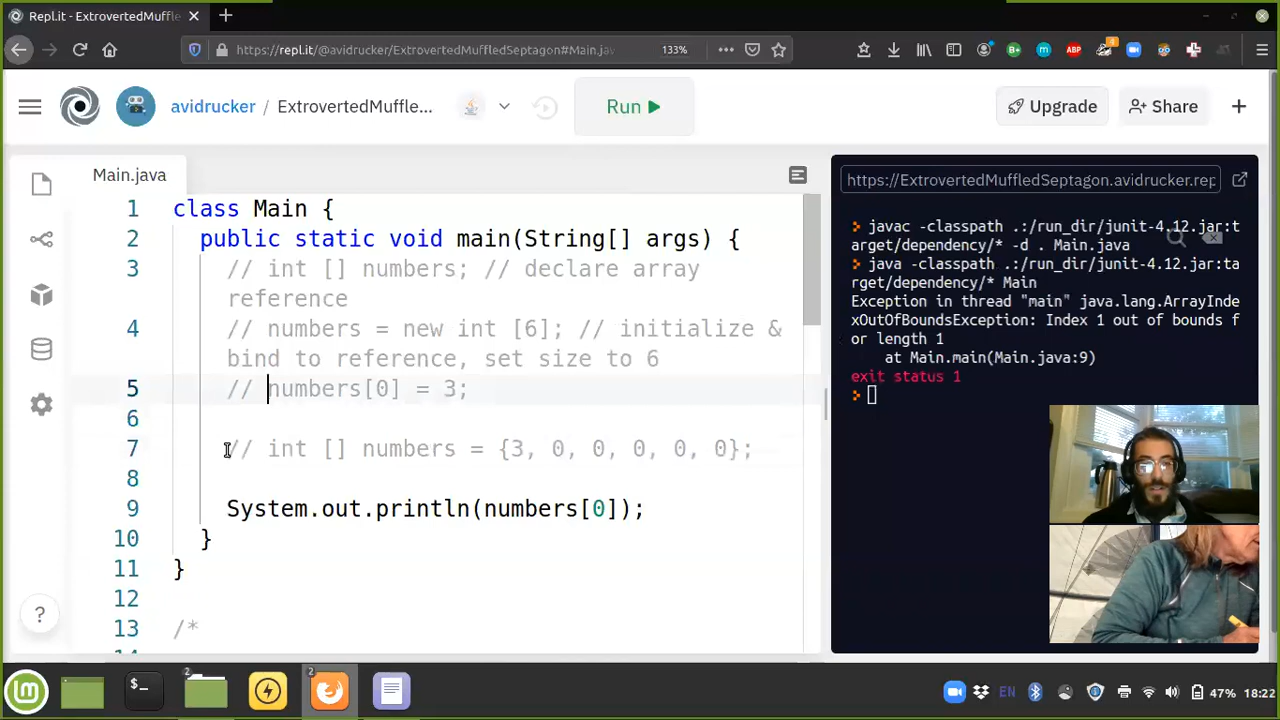 Repl.it - ExtrovertedMuffle
https://repl.it/@avidrucker/ExtrovertedMuffledSeptagon#Main.jav
133%
avidrucker / ExtrovertedMuffle...
Run
Upgrade
Share
Main.java
1 class Main {
2 public static void main(String[] args) {
3 // int [] numbers; // declare array
reference
4 // numbers = new int [6]; // initialize &
bind to reference, set size to 6
5 // numbers[0] = 3;
6
7 // int [] numbers = {3, 0, 0, 0, 0, 0};
8
9 System.out.println(numbers[0]);
10 }
11 }
12
13 /*
https://ExtrovertedMuffledSeptagon.avidrucker.rep
javac -classpath .:/run_dir/junit-4.12.jar:t
arget/dependency/* -d . Main.java
java -classpath .:/run_dir/junit-4.12.jar:ta
rget/dependency/* Main
Exception in thread "main" java.lang.ArrayInde
xOutOfBoundsException: Index 1 out of bounds f
or length 1
at Main.main(Main.java:9)
exit status 1
EN
47%
18:22